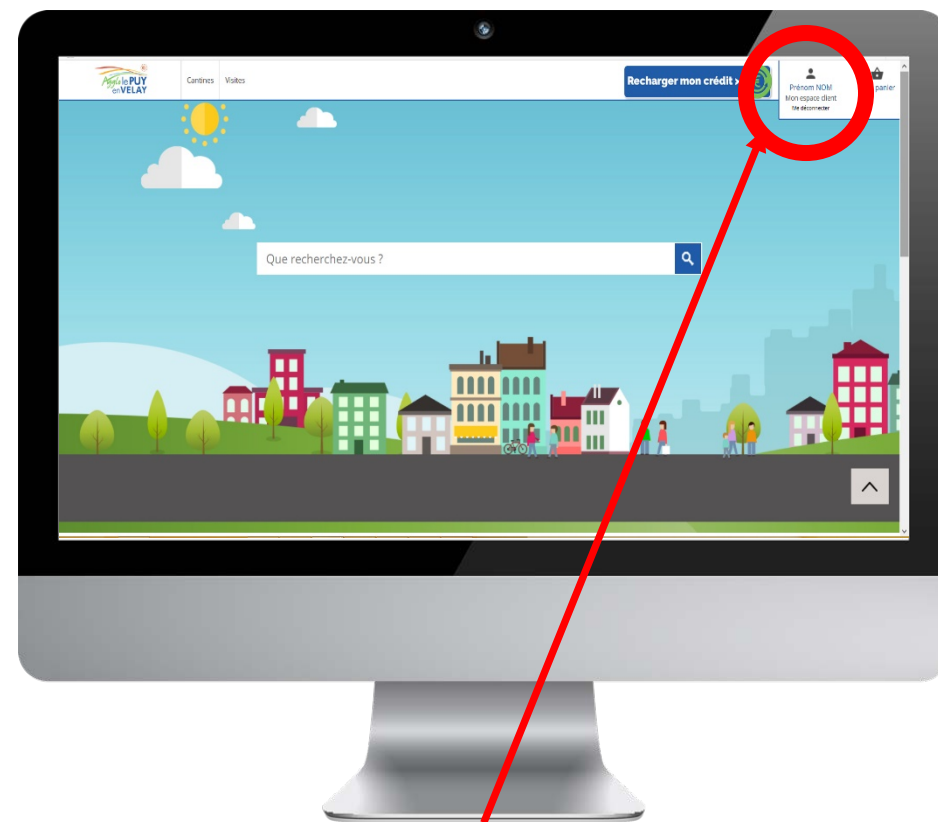 Agglo le PUY
en VELAY
Cantines Visites
Recharger mon crédit
Prénom NOM
Mon espace client
Me déconnecter
panier
Que recherchez-vous ?